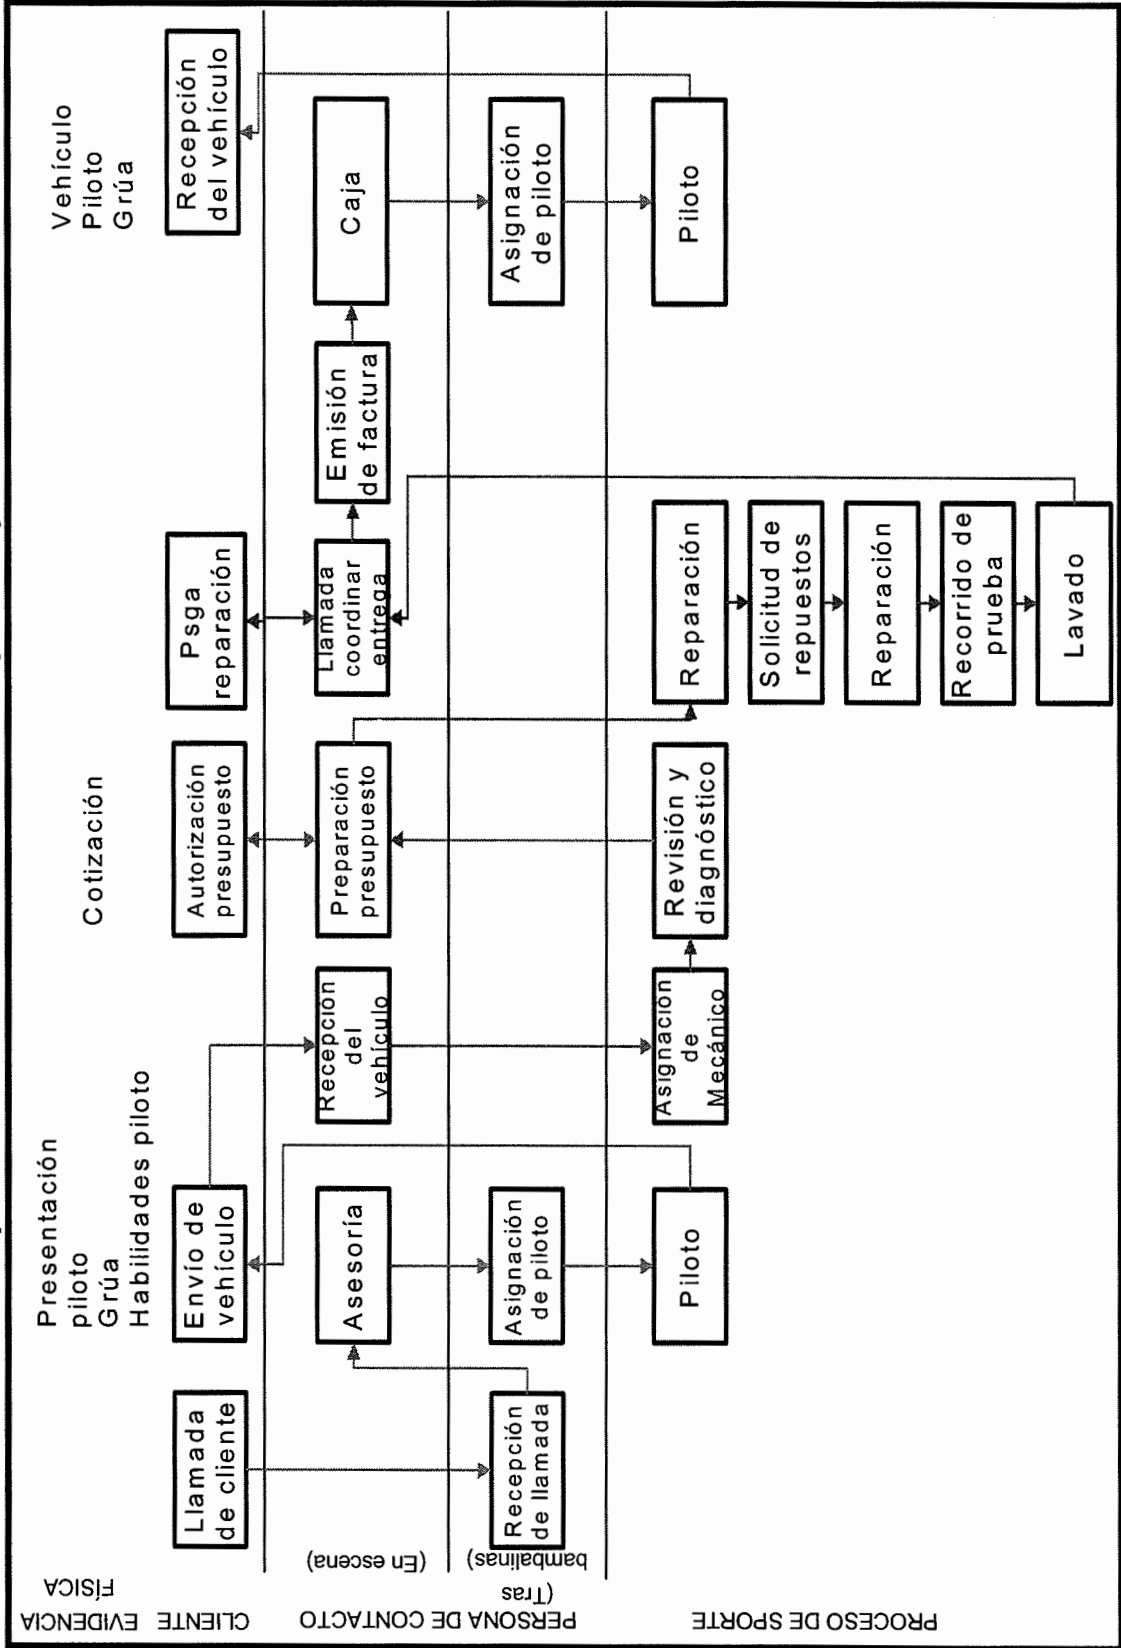 EVIDENCIA
FÍSICA
CLIENTE
PERSONA DE CONTACTO
(En escena)
(Tras
bambalinas)
PROCESO DE SPORTE
Presentación
piloto
Grúa
Habilidades piloto
Cotización
Vehículo
Piloto
Grúa
Llamada
de cliente
Envío de
vehículo
Autorización
presupuesto
Psga
reparación
Recepción
del vehículo
Asesoría
Recepción
del
vehículo
Preparación
presupuesto
Llamada
coordinar
entrega
Emisión
de factura
Caja
Recepción
de llamada
Asignación
de piloto
Asignación
de piloto
Piloto
Asignación
de
Mecánico
Revisión y
diagnóstico
Reparación
Solicitud de
repuestos
Reparación
Recorrido de
prueba
Lavado
Piloto